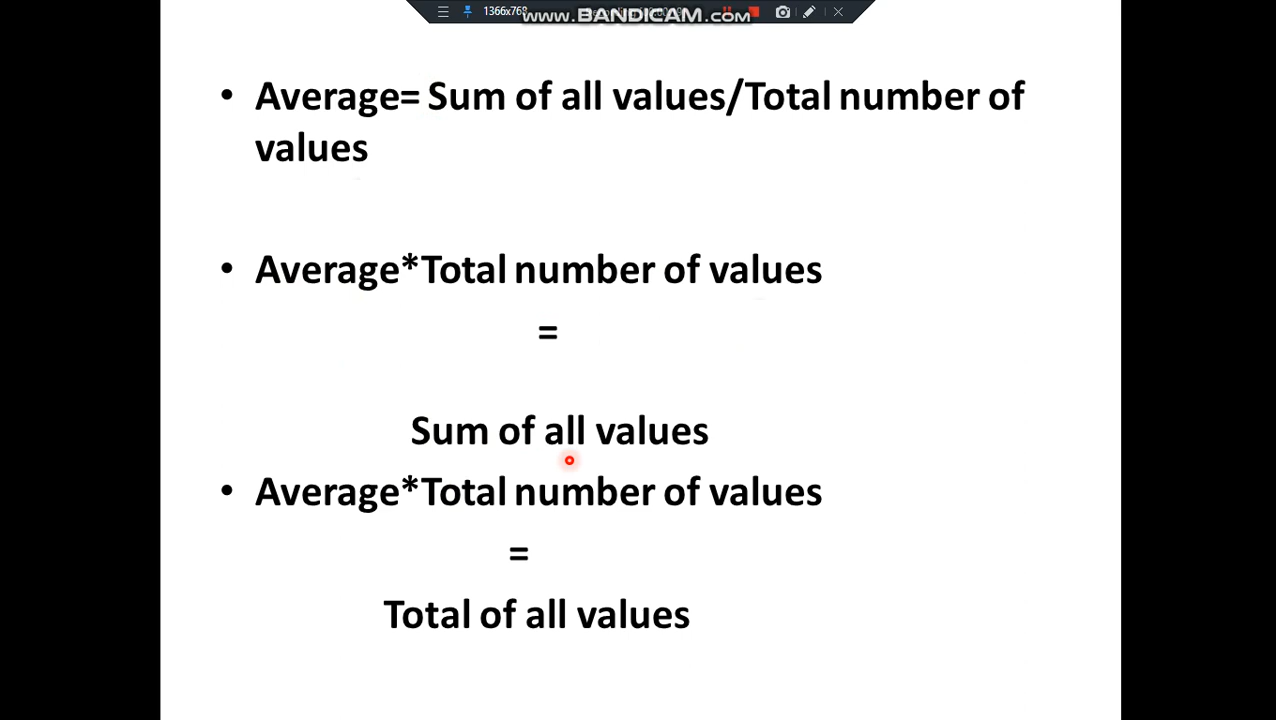 1366x768
www.BANDICAM.com
• Average= Sum of all values/Total number of
values
• Average*Total number of values
=
Sum of all values
• Average*Total number of values
=
Total of all values